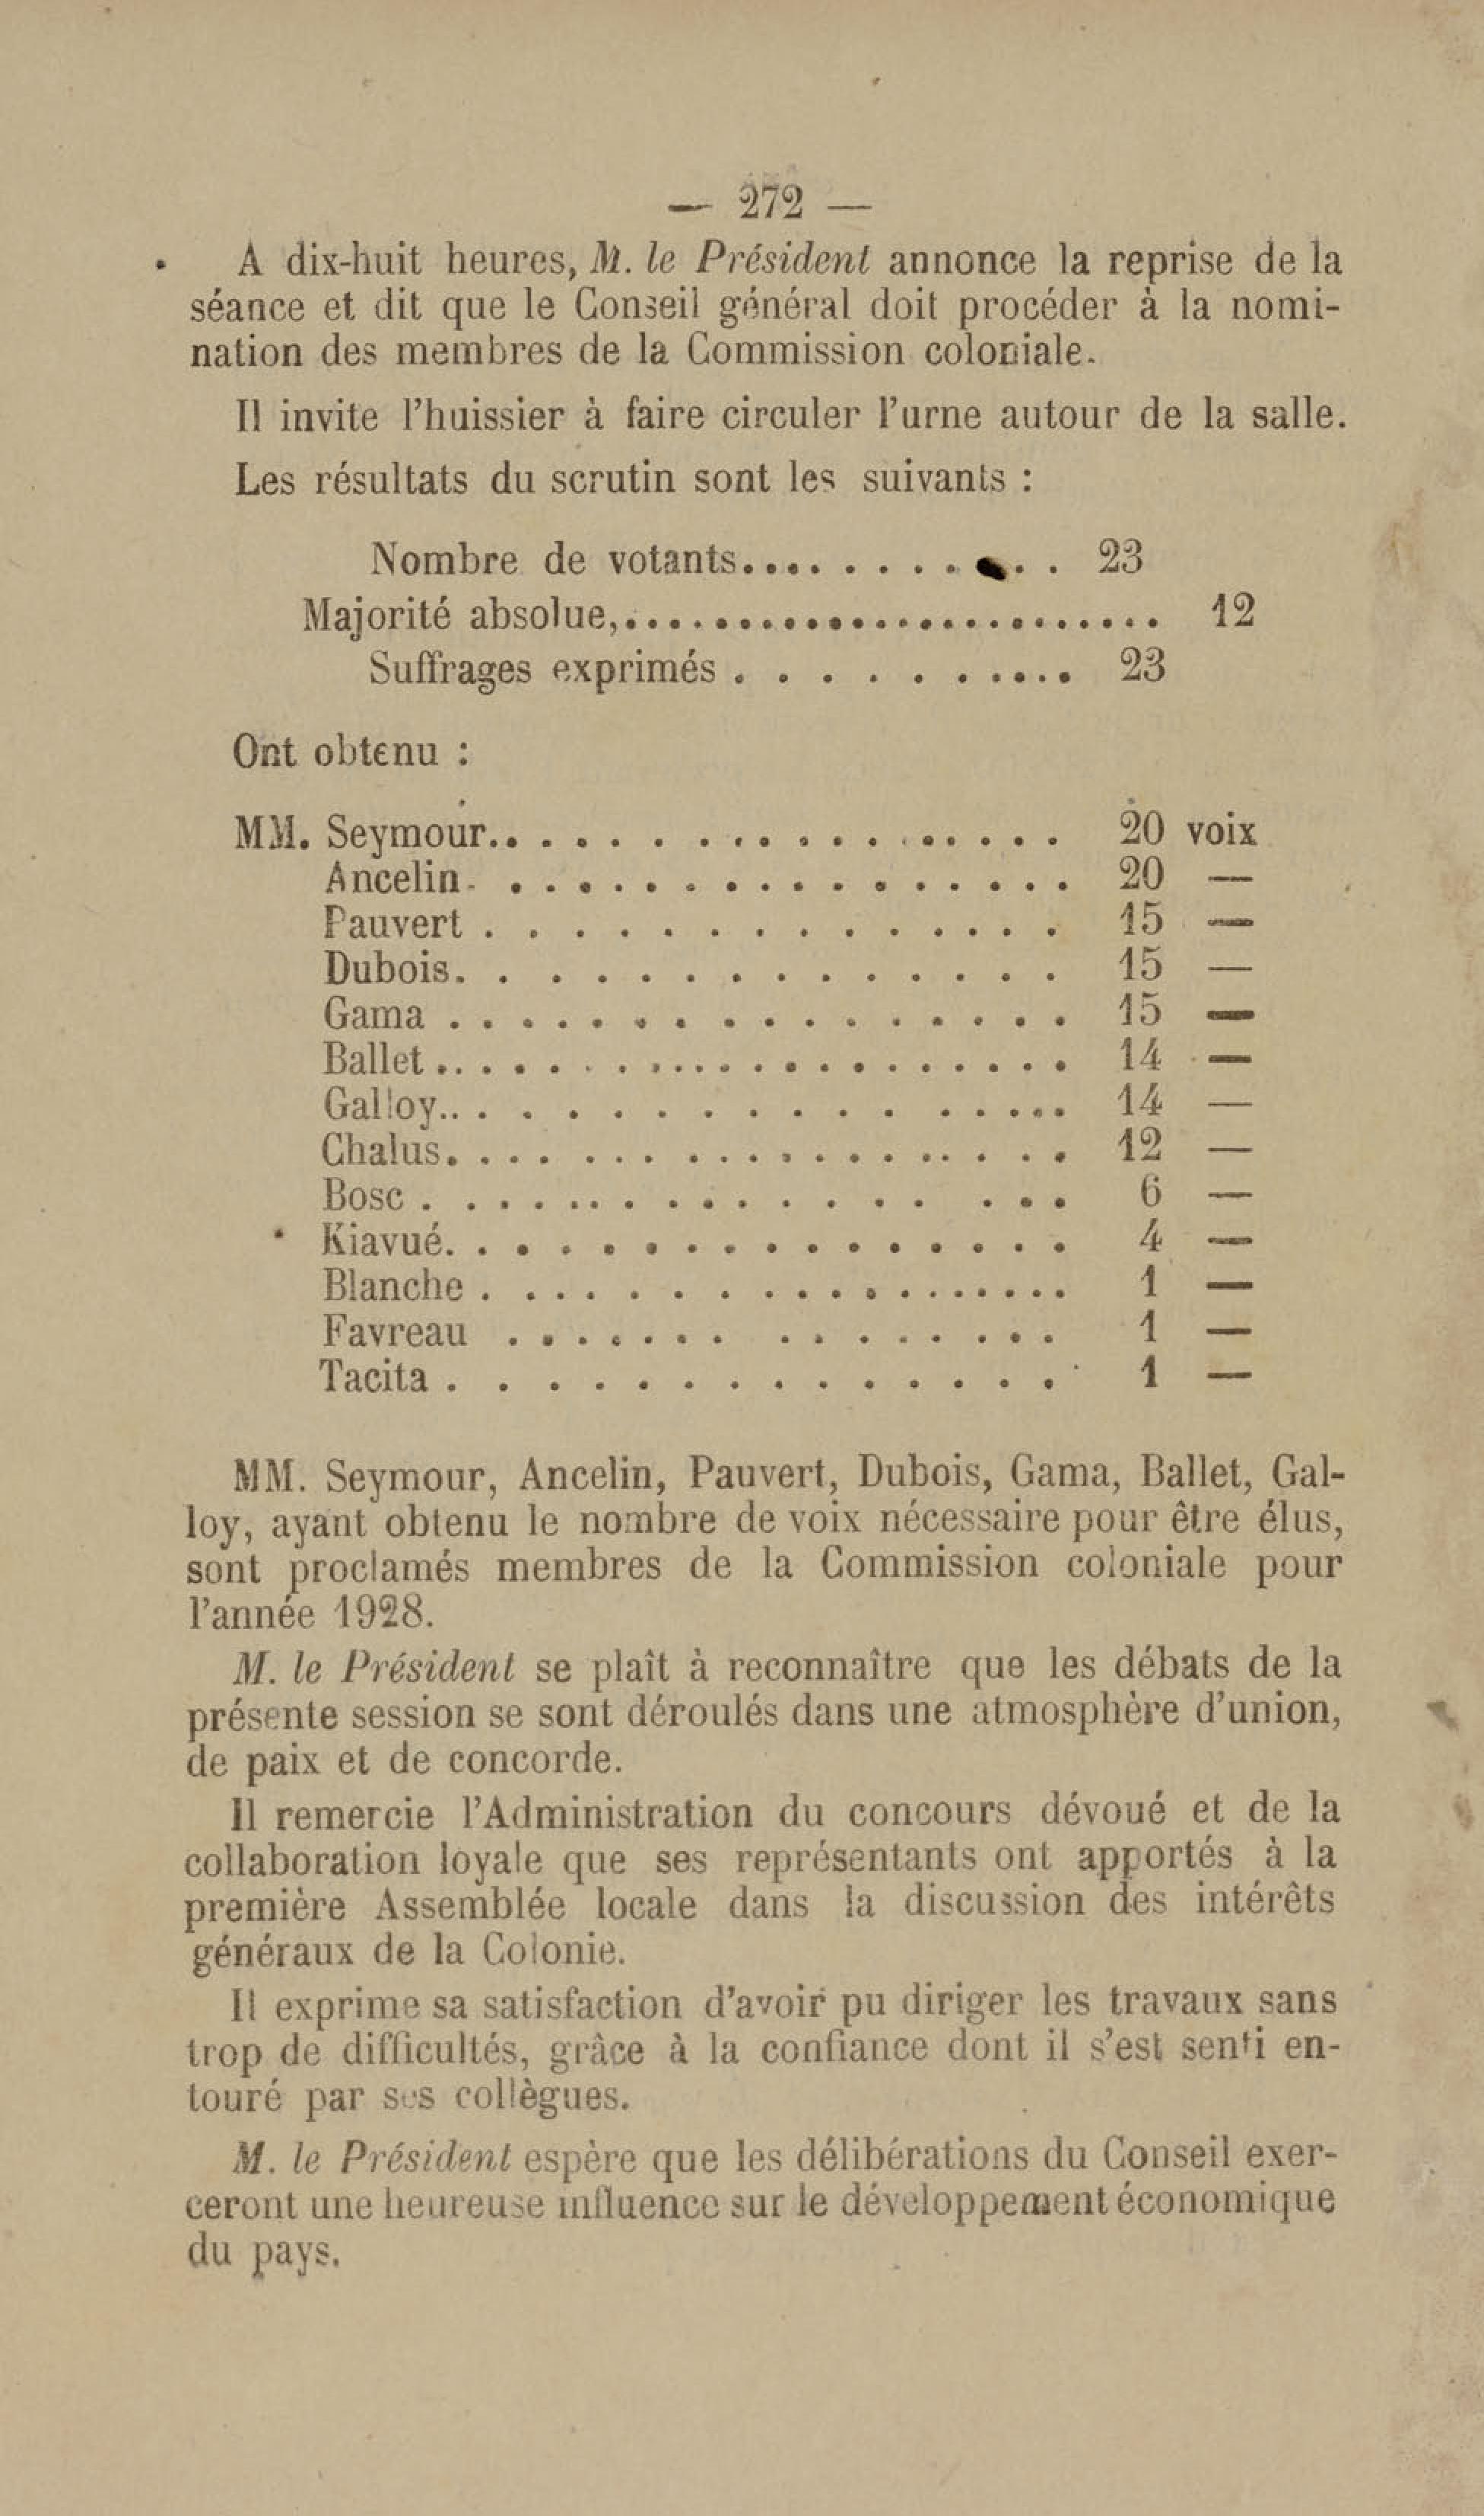 — 272 —
A dix-huit heures, M. le Président annonce la reprise de la
séance et dit que le Conseil général doit procéder à la nomi-
nation des membres de la Commission coloniale.
Il invite l'huissier à faire circuler l'urne autour de la salle.
Les résultats du scrutin sont les suivants :
Nombre de votants............ 23
Majorité absolue,........................ 12
Suffrages exprimés .......... 23
Ont obtenu :
MM. Seymour.................. 20 voix
Ancelin................. 20 —
Pauvert .............. 15 —
Dubois............... 15 —
Gama ................ 15 —
Ballet.................... 14 —
Galloy................. 14 —
Chalus.................... 12 —
Bosc .................. 6 —
Kiavué................ 4 —
Blanche .................. 1 —
Favreau ............... 1 —
Tacita ............... 1 —
MM. Seymour, Ancelin, Pauvert, Dubois, Gama, Ballet, Gal-
loy, ayant obtenu le nombre de voix nécessaire pour être élus,
sont proclamés membres de la Commission coloniale pour
l'année 1928.
M. le Président se plaît à reconnaître que les débats de la
présente session se sont déroulés dans une atmosphère d'union,
de paix et de concorde.
Il remercie l'Administration du concours dévoué et de la
collaboration loyale que ses représentants ont apportés à la
première Assemblée locale dans la discussion des intérêts
généraux de la Colonie.
Il exprime sa satisfaction d'avoir pu diriger les travaux sans
trop de difficultés, grâce à la confiance dont il s'est senti en-
touré par ses collègues.
M. le Président espère que les délibérations du Conseil exer-
ceront une heureuse influence sur le développement économique
du pays.